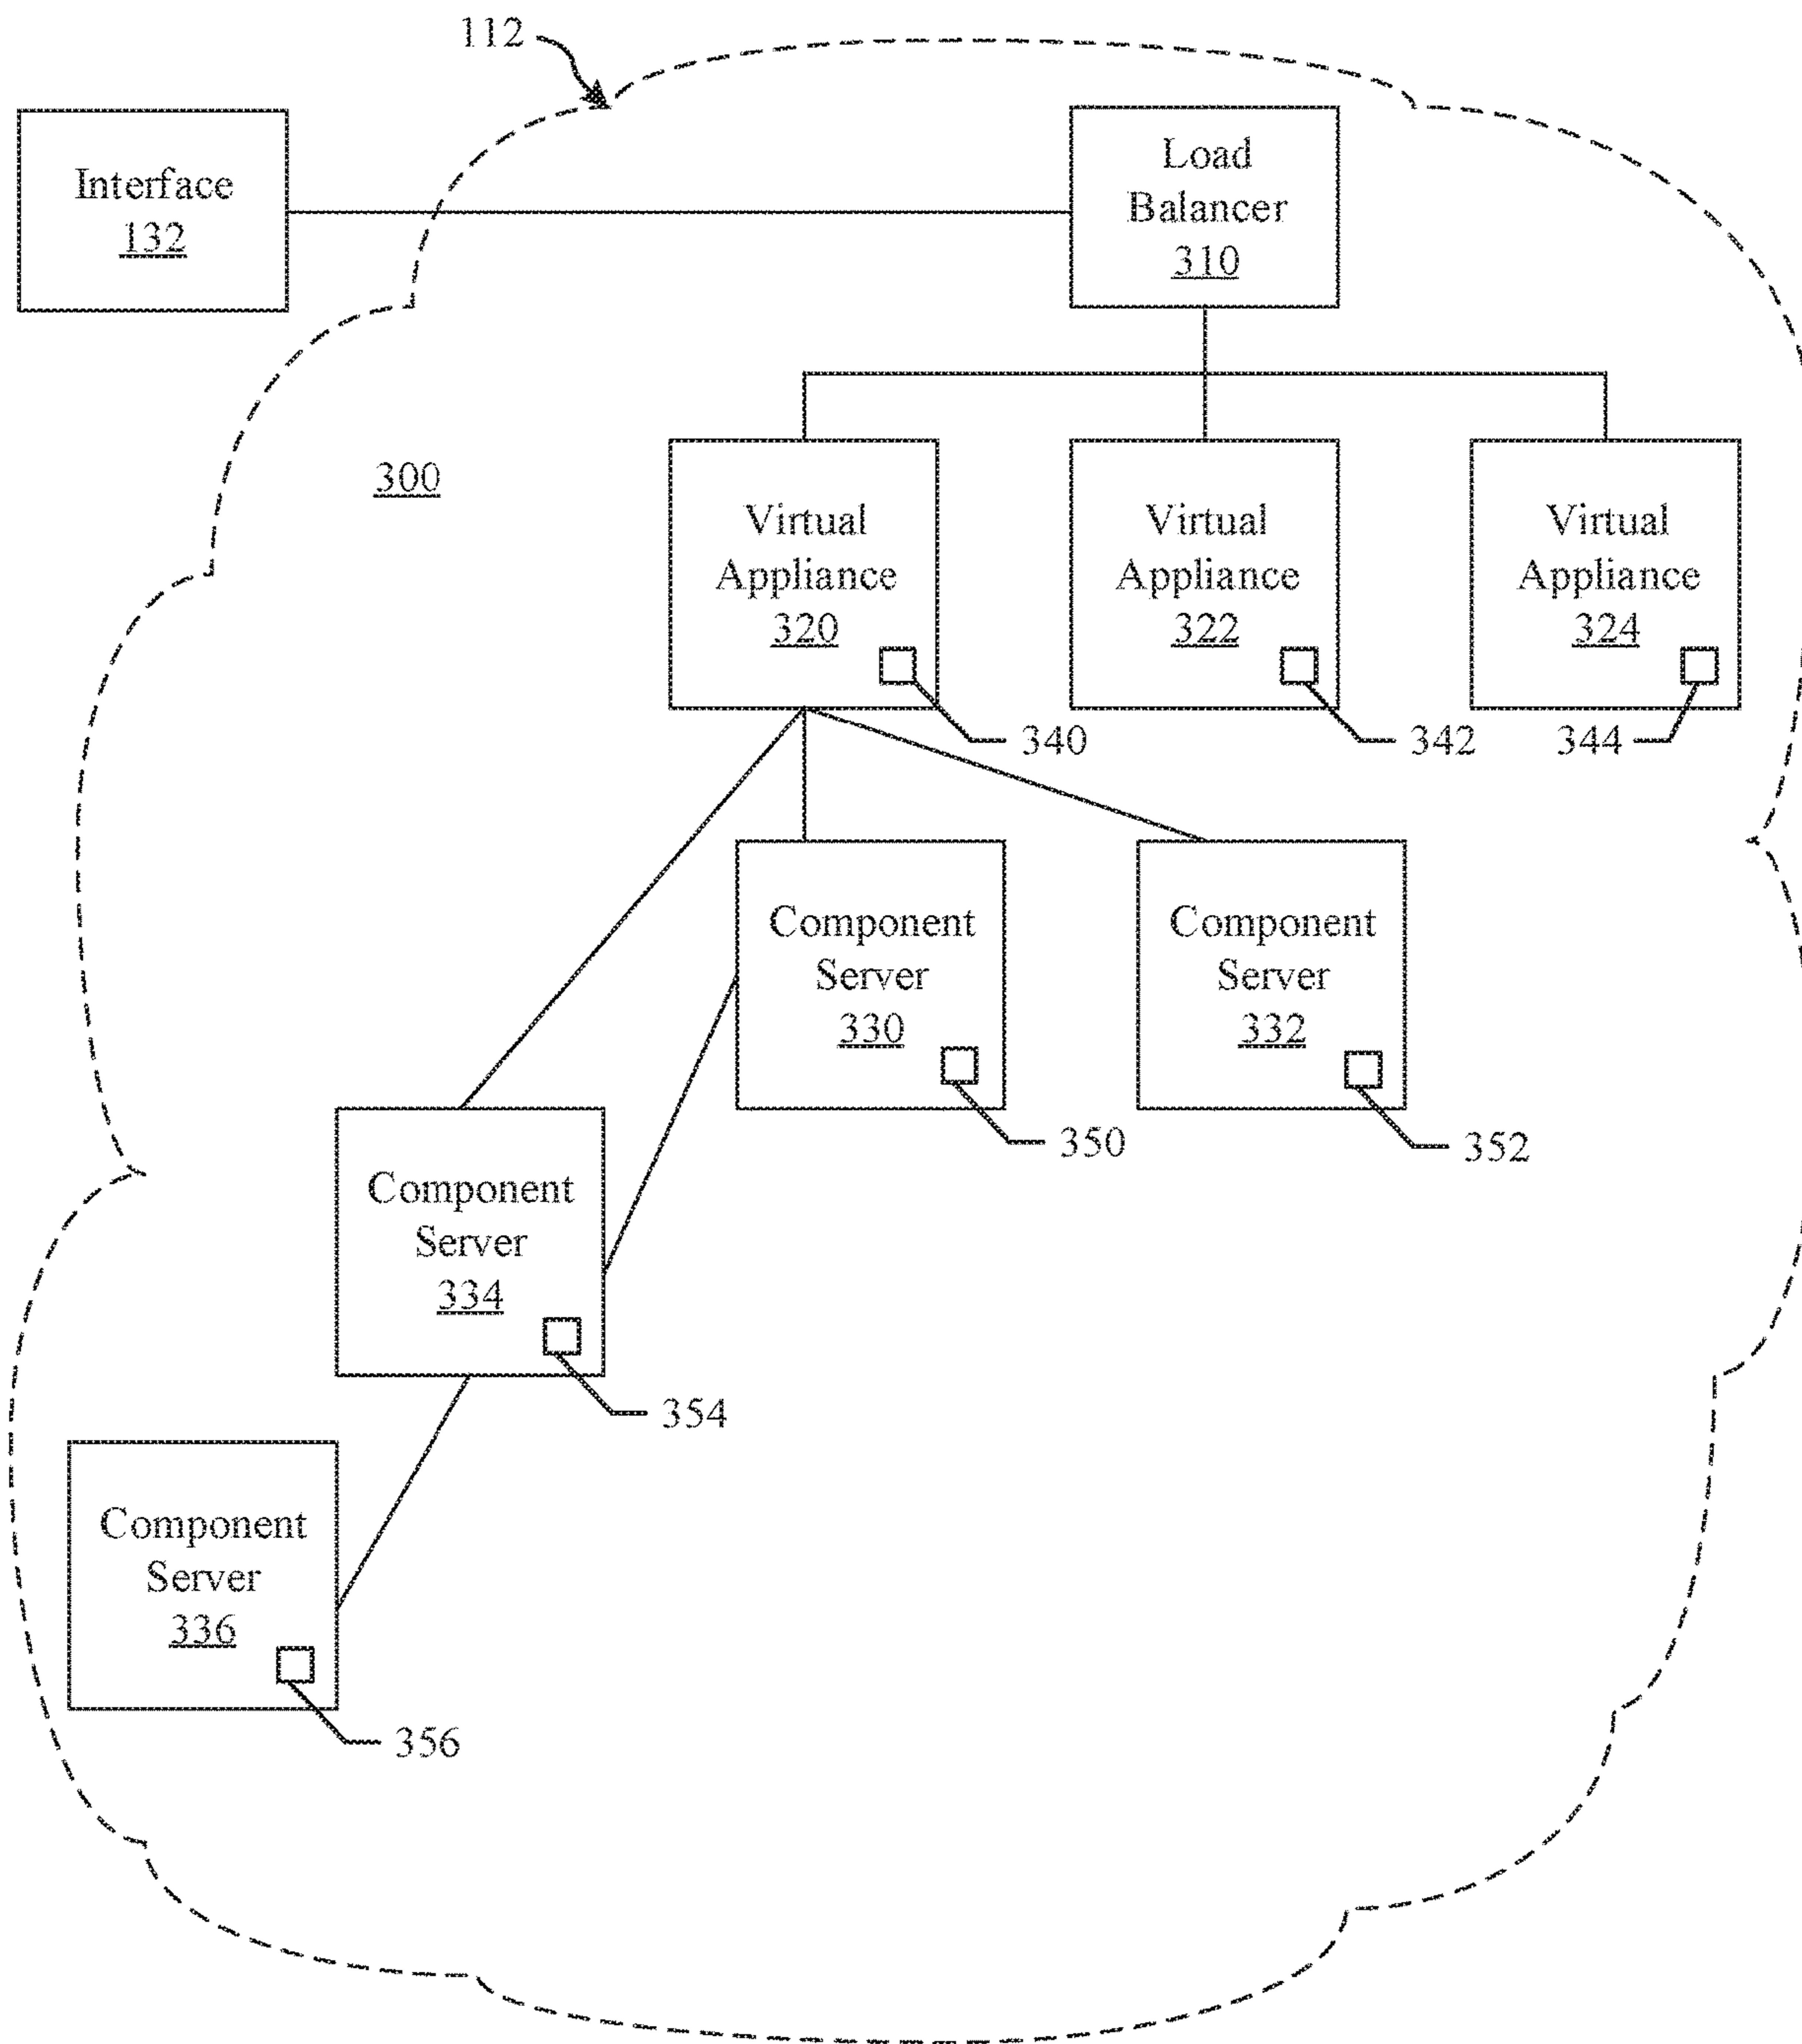 112
Interface
132
Load
Balancer
310
300
Virtual
Appliance
320
Virtual
Appliance
322
Virtual
Appliance
324
340
342
344
Component
Server
330
Component
Server
332
350
352
Component
Server
334
354
Component
Server
336
356